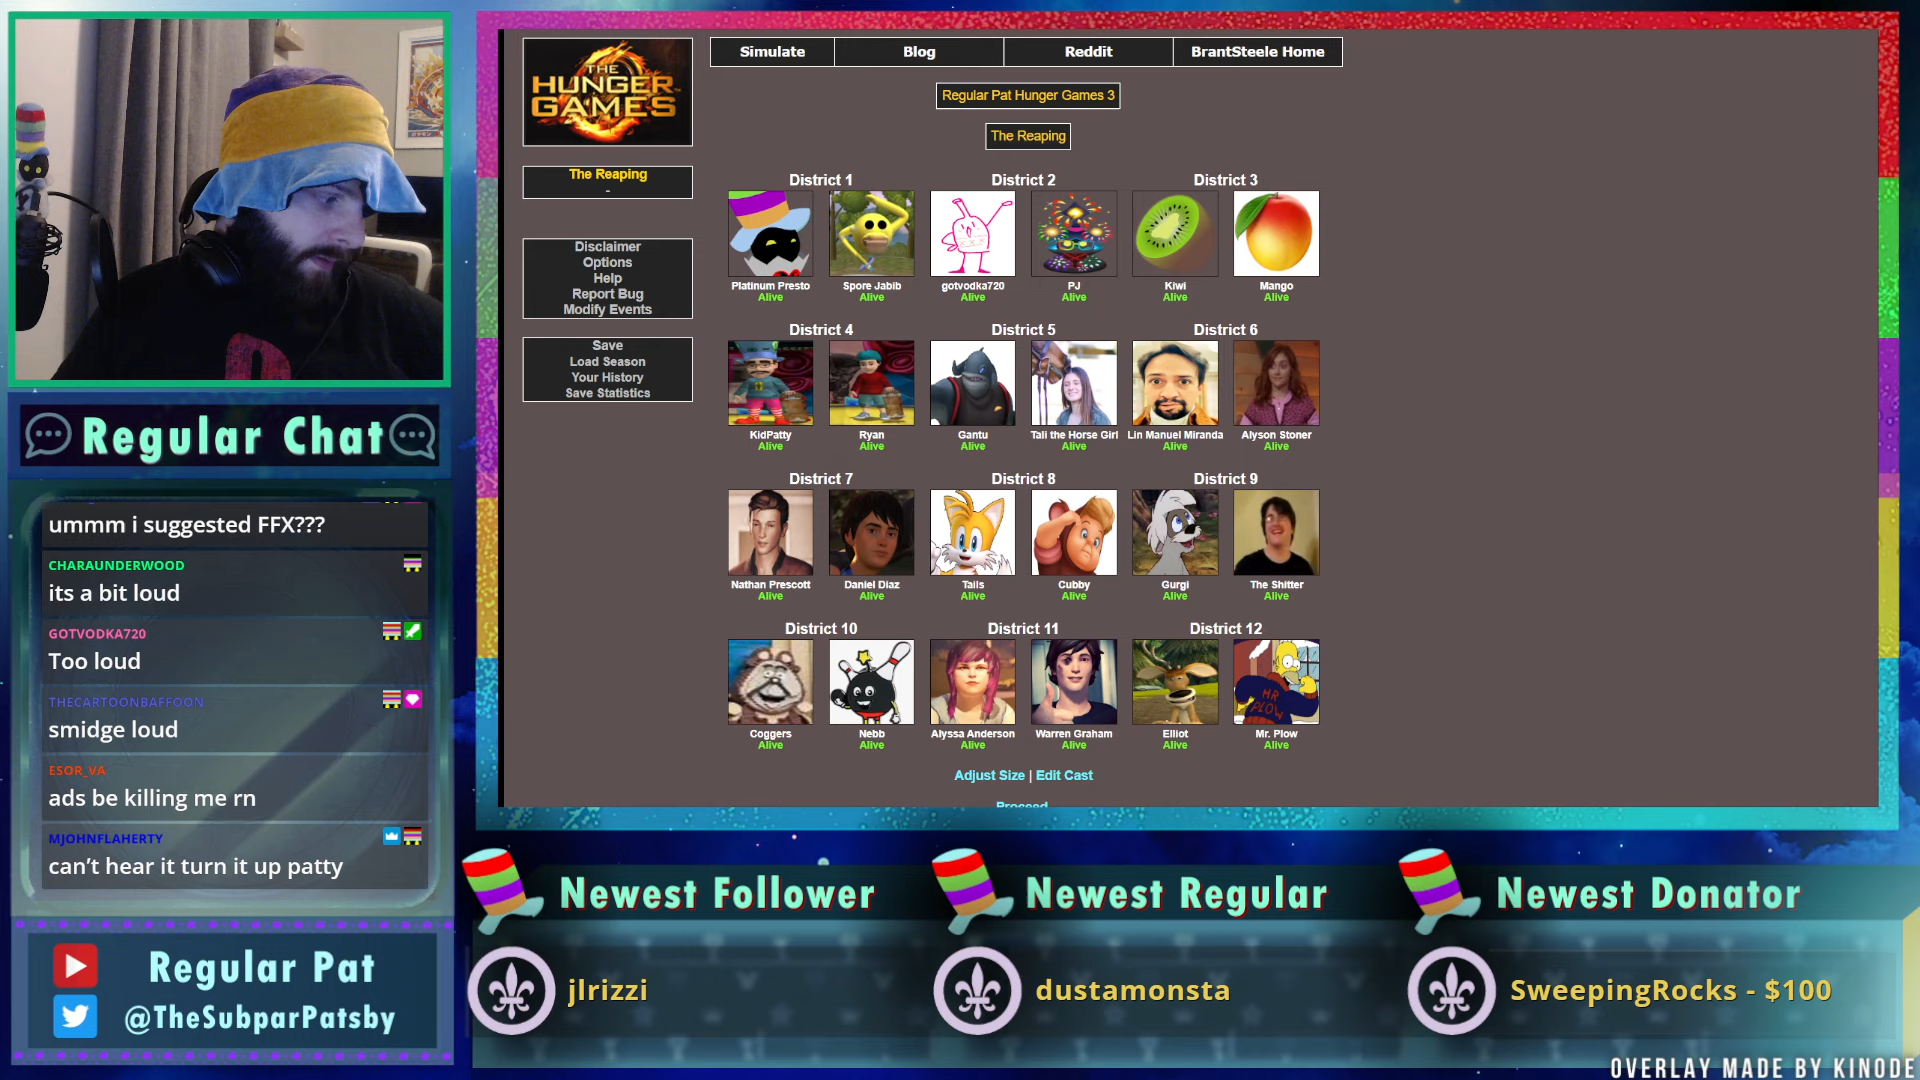 THE
HUNGER
GAMES
Simulate
Blog
Reddit
BrantSteele Home
Regular Pat Hunger Games 3
The Reaping
The Reaping
-
Disclaimer
Options
Help
Report Bug
Modify Events
Save
Load Season
Your History
Save Statistics
District 1
District 2
District 3
Platinum Presto
Spore Jabib
gotvodka720
PJ
Kiwi
Mango
Alive
Alive
Alive
Alive
Alive
Alive
District 4
District 5
District 6
KidPatty
Ryan
Gantu
Tali the Horse Girl
Lin Manuel Miranda
Alyson Stoner
Alive
Alive
Alive
Alive
Alive
Alive
District 7
District 8
District 9
Nathan Prescott
Daniel Diaz
Tails
Cubby
Gurgi
The Shitter
Alive
Alive
Alive
Alive
Alive
Alive
District 10
District 11
District 12
MR
PLOW
Coggers
Nebb
Alyssa Anderson
Warren Graham
Elliot
Mr. Plow
Alive
Alive
Alive
Alive
Alive
Alive
Adjust Size | Edit Cast
Proceed
Regular Chat
ummm i suggested FFX???
CHARAUNDERWOOD
its a bit loud
GOTVODKA720
Too loud
THECARTOONBAFFOON
smidge loud
ESOR_VA
ads be killing me rn
MJOHNFLAHERTY
can't hear it turn it up patty
Regular Pat
@TheSubparPatsby
Newest Follower
jlrizzi
Newest Regular
dustamonsta
Newest Donator
SweepingRocks - $100
OVERLAY MADE BY KINODE